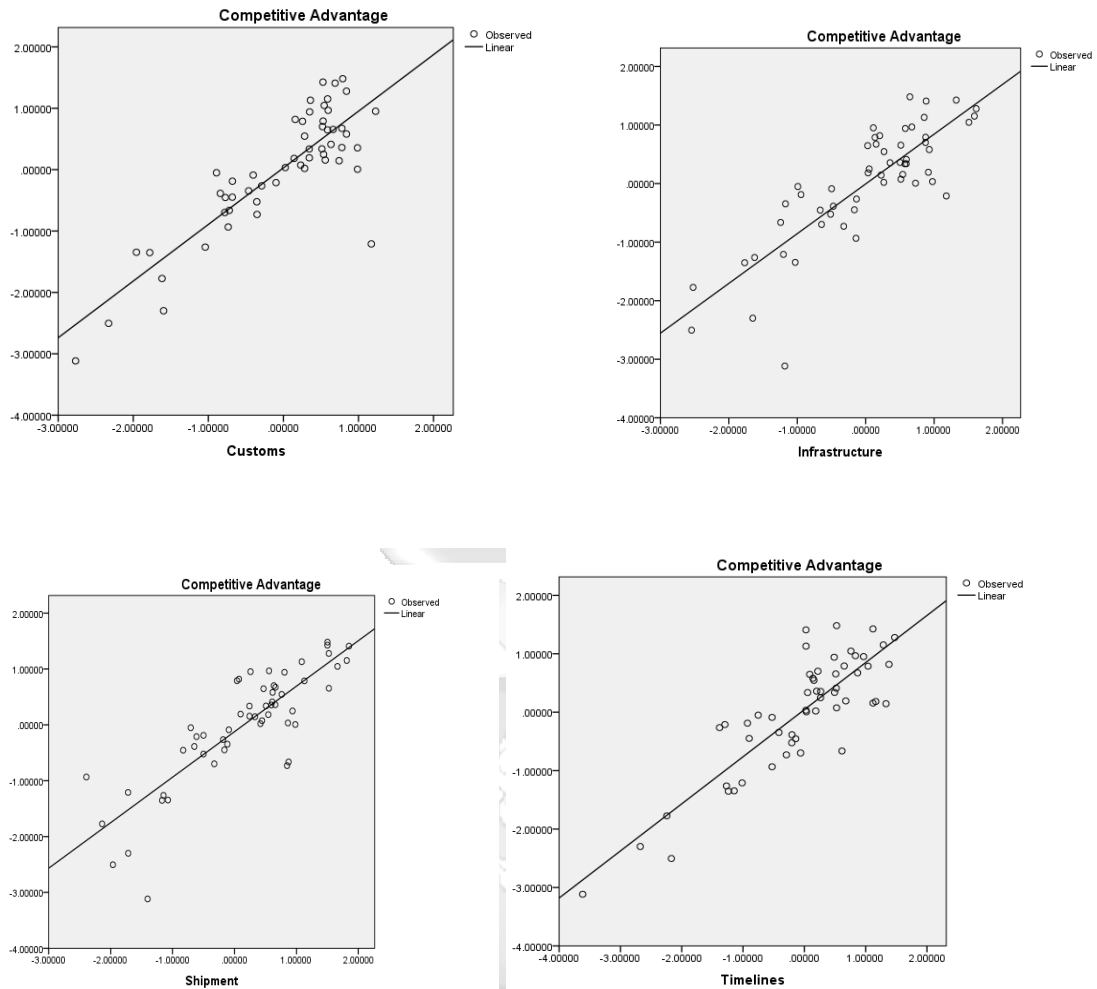 Competitive Advantage
Observed
Linear
2.00000
1.00000
.00000
-1.00000
-2.00000
-3.00000
-4.00000
-3.00000 -2.00000 -1.00000 .00000 1.00000 2.00000
Customs
Competitive Advantage
Observed
Linear
2.00000
1.00000
.00000
-1.00000
-2.00000
-3.00000
-4.00000
-3.00000 -2.00000 -1.00000 .00000 1.00000 2.00000
Infrastructure
Competitive Advantage
Observed
Linear
2.00000
1.00000
.00000
-1.00000
-2.00000
-3.00000
-4.00000
-3.00000 -2.00000 -1.00000 .00000 1.00000 2.00000
Shipment
Competitive Advantage
Observed
Linear
2.00000
1.00000
.00000
-1.00000
-2.00000
-3.00000
-4.00000
-4.00000 -3.00000 -2.00000 -1.00000 .00000 1.00000 2.00000
Timelines